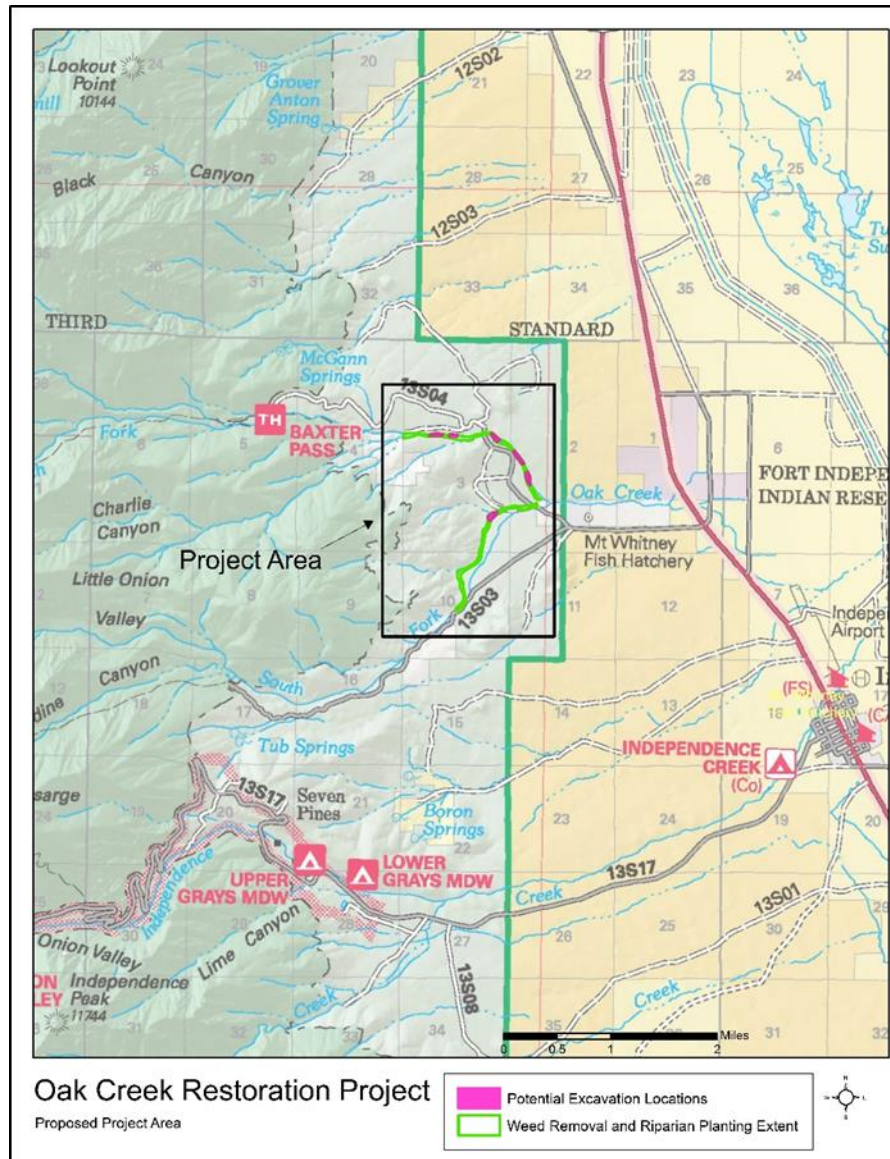 Lookout
Point
10144
Grover
Anton
Spring
12S02
Black Canyon
12S03
THIRD
STANDARD
McGann
Springs
13S04
TH
BAXTER
PASS
Fork
Charlie
Canyon
Project Area
Oak Creek
FORT INDEPE
INDIAN RESE
Mt Whitney
Fish Hatchery
Little Onion
Valley
13S03
Fork
South
Canyon
Indepen
Airport
(FS)
Tub Springs
INDEPENDENCE
CREEK
(Co)
13S17
Seven
Pines
Boron
Springs
UPPER
GRAYS MDW
LOWER
GRAYS MDW
Independence
Creek
13S17
13S01
Onion Valley
Lime Canyon
Independence
Peak
11744
Creek
13S08
Creek
Miles
0 0.5 1 2
Oak Creek Restoration Project
Proposed Project Area
Potential Excavation Locations
Weed Removal and Riparian Planting Extent